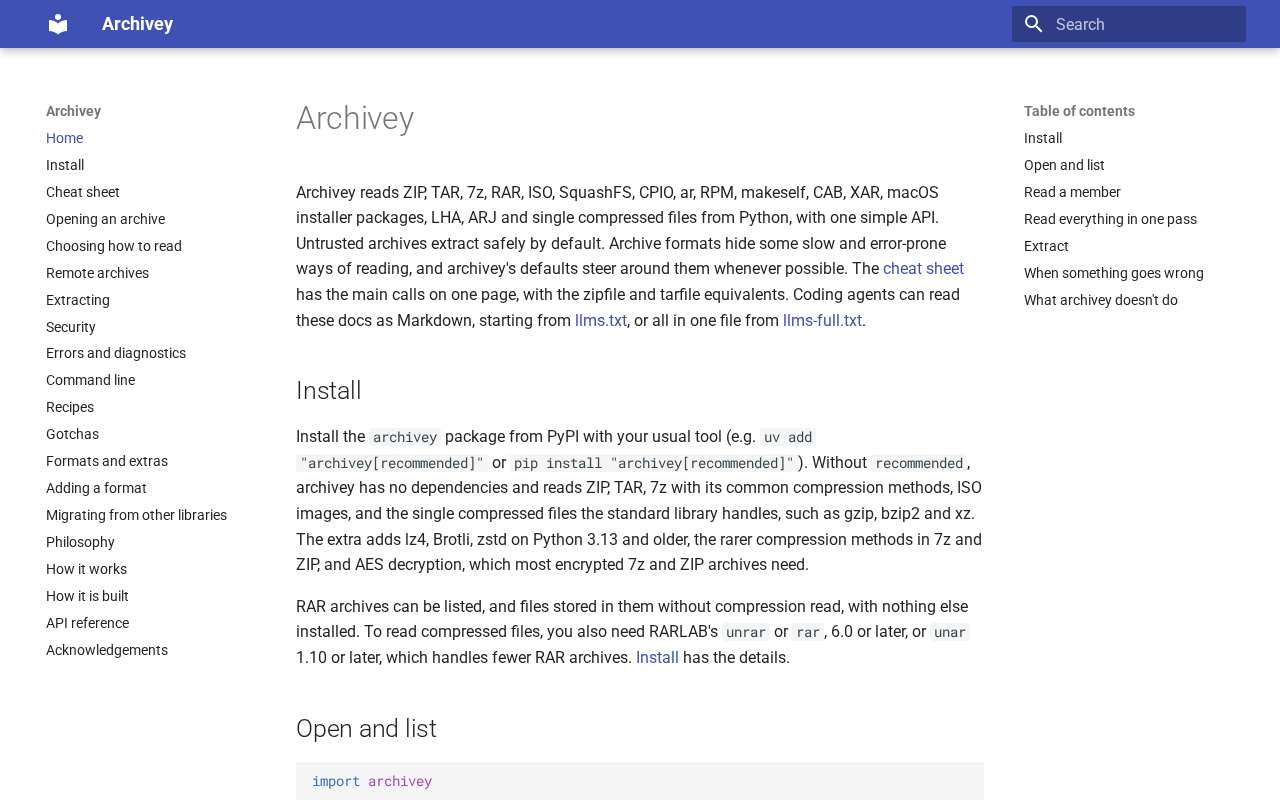 Archivey
Search
Archivey
Home
Install
Cheat sheet
Opening an archive
Choosing how to read
Remote archives
Extracting
Security
Errors and diagnostics
Command line
Recipes
Gotchas
Formats and extras
Adding a format
Migrating from other libraries
Philosophy
How it works
How it is built
API reference
Acknowledgements
Archivey
Archivey reads ZIP, TAR, 7z, RAR, ISO, SquashFS, CPIO, ar, RPM, makeself, CAB, XAR, macOS
installer packages, LHA, ARJ and single compressed files from Python, with one simple API.
Untrusted archives extract safely by default. Archive formats hide some slow and error-prone
ways of reading, and archivey's defaults steer around them whenever possible. The cheat sheet
has the main calls on one page, with the zipfile and tarfile equivalents. Coding agents can read
these docs as Markdown, starting from llms.txt, or all in one file from llms-full.txt.
Install
Install the archivey package from PyPI with your usual tool (e.g. uv add
"archivey[recommended]" or pip install "archivey[recommended]"). Without recommended,
archivey has no dependencies and reads ZIP, TAR, 7z with its common compression methods, ISO
images, and the single compressed files the standard library handles, such as gzip, bzip2 and xz.
The extra adds lz4, Brotli, zstd on Python 3.13 and older, the rarer compression methods in 7z and
ZIP, and AES decryption, which most encrypted 7z and ZIP archives need.
RAR archives can be listed, and files stored in them without compression read, with nothing else
installed. To read compressed files, you also need RARLAB's unrar or rar, 6.0 or later, or unar
1.10 or later, which handles fewer RAR archives. Install has the details.
Open and list
import archivey
Table of contents
Install
Open and list
Read a member
Read everything in one pass
Extract
When something goes wrong
What archivey doesn't do